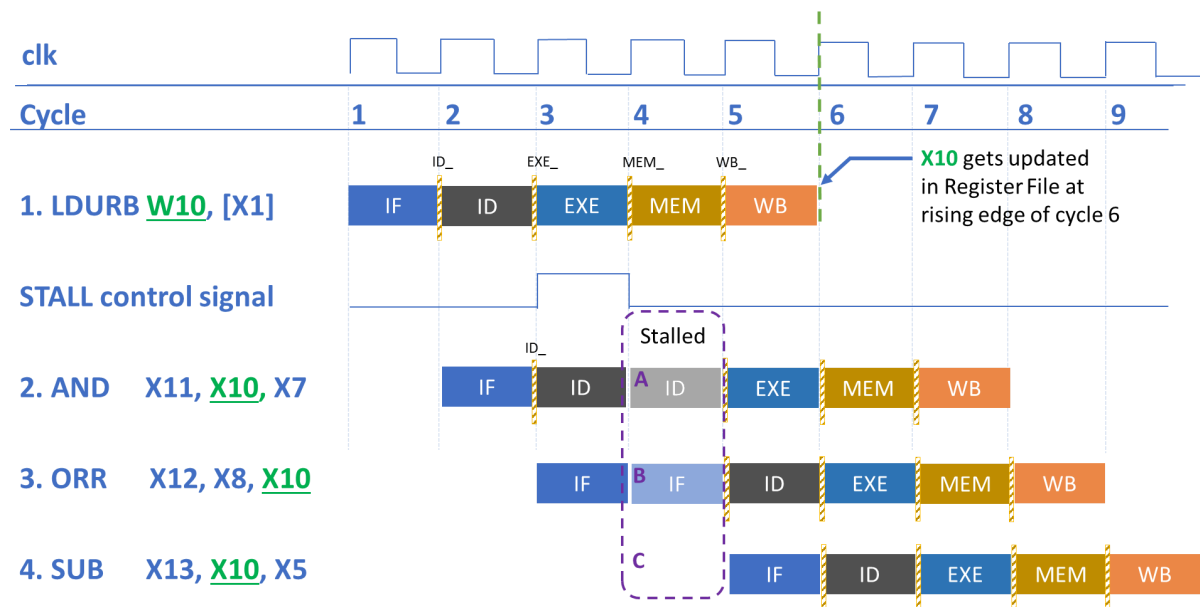 clk
Cycle 1 2 3 4 5 6 7 8 9
ID_ EXE_ MEM_ WB_
1. LDURB W10, [X1] IF ID EXE MEM WB
X10 gets updated
in Register File at
rising edge of cycle 6
STALL control signal
Stalled
ID_
2. AND X11, X10, X7 IF ID A ID EXE MEM WB
3. ORR X12, X8, X10 IF B IF ID EXE MEM WB
4. SUB X13, X10, X5 C IF ID EXE MEM WB